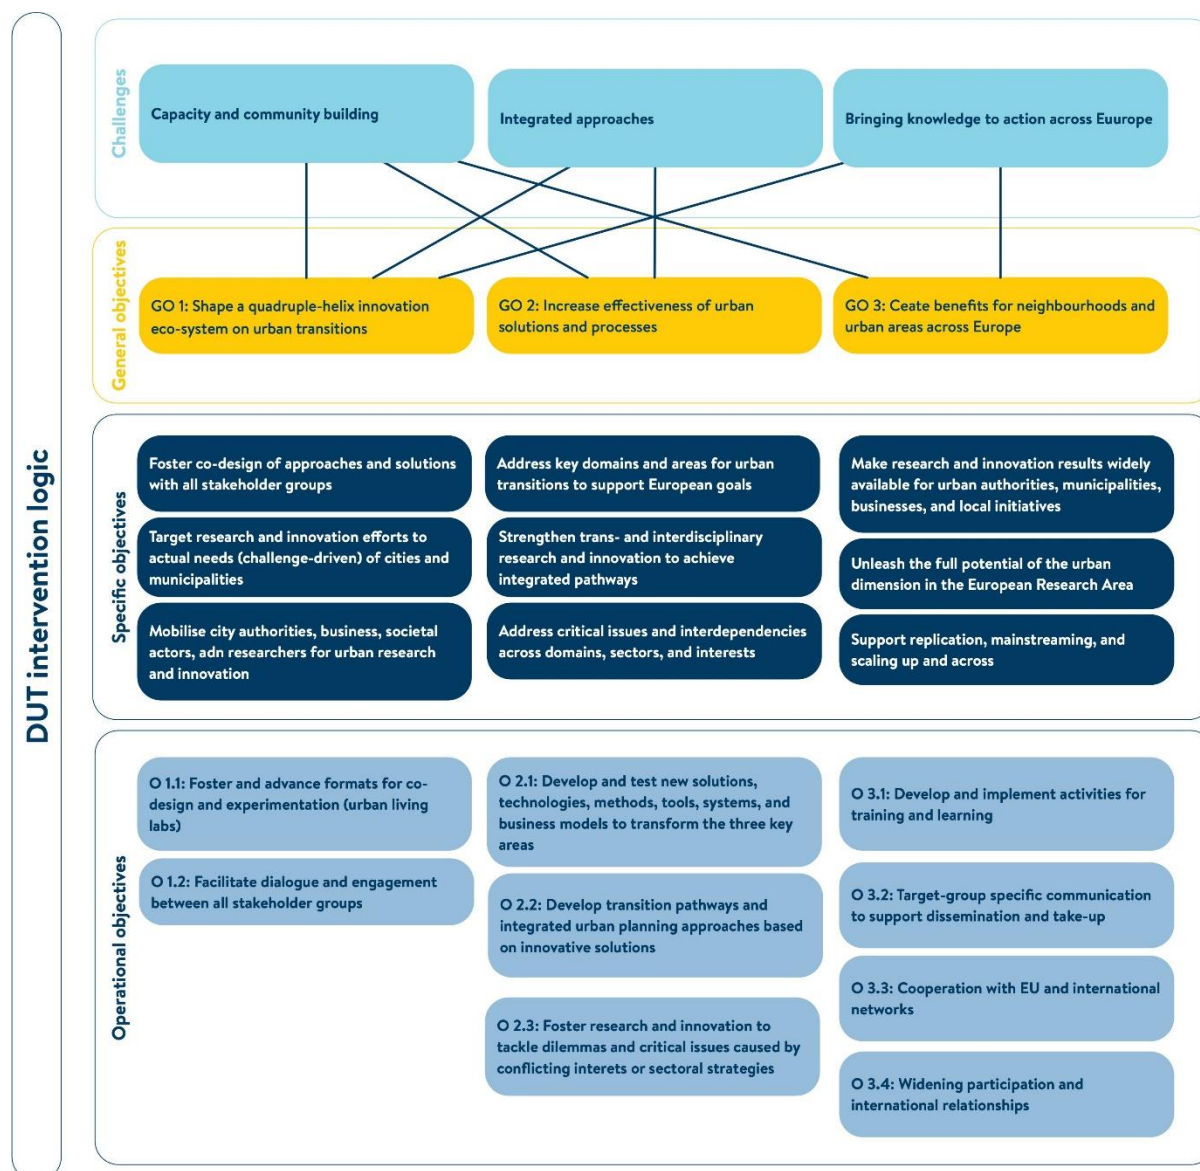 DUT intervention logic
Challenges
Capacity and community building
Integrated approaches
Bringing knowledge to action across Euurope
General objectives
GO 1: Shape a quadruple-helix innovation
eco-system on urban transitions
GO 2: Increase effectiveness of urban
solutions and processes
GO 3: Ceate benefits for neighbourhoods and
urban areas across Europe
Specific objectives
Foster co-design of approaches and solutions
with all stakeholder groups
Target research and innovation efforts to
actual needs (challenge-driven) of cities and
municipalities
Mobilise city authorities, business, societal
actors, adn researchers for urban research
and innovation
Address key domains and areas for urban
transitions to support European goals
Strengthen trans- and interdisciplinary
research and innovation to achieve
integrated pathways
Address critical issues and interdependencies
across domains, sectors, and interests
Make research and innovation results widely
available for urban authorities, municipalities,
businesses, and local initiatives
Unleash the full potential of the urban
dimension in the European Research Area
Support replication, mainstreaming, and
scaling up and across
Operational objectives
O 1.1: Foster and advance formats for co-
design and experimentation (urban living
labs)
O 1.2: Facilitate dialogue and engagement
between all stakeholder groups
O 2.1: Develop and test new solutions,
technologies, methods, tools, systems, and
business models to transform the three key
areas
O 2.2: Develop transition pathways and
integrated urban planning approaches based
on innovative solutions
O 2.3: Foster research and innovation to
tackle dilemmas and critical issues caused by
conflicting interets or sectoral strategies
O 3.1: Develop and implement activities for
training and learning
O 3.2: Target-group specific communication
to support dissemination and take-up
O 3.3: Cooperation with EU and international
networks
O 3.4: Widening participation and
international relationships